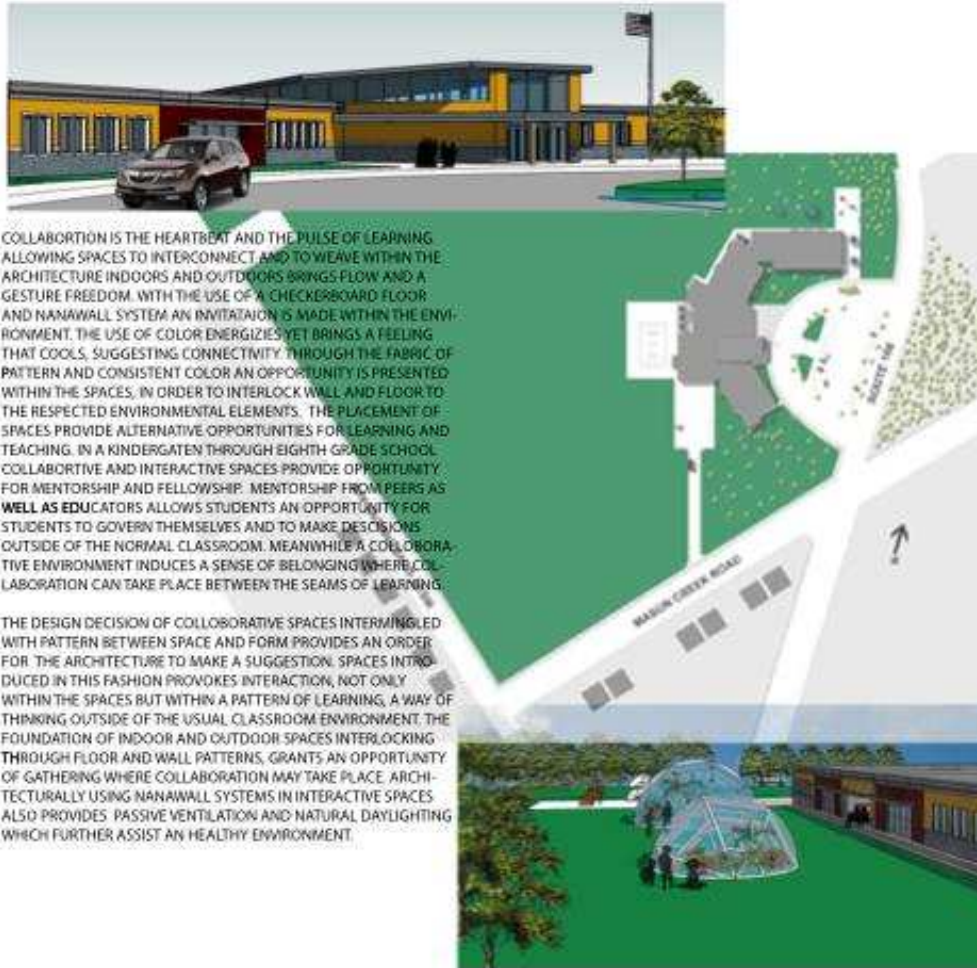 COLLABORTION IS THE HEARTBEAT AND THE PULSE OF LEARNING.
ALLOWING SPACES TO INTERCONNECT AND TO WEAVE WITHIN THE
ARCHITECTURE INDOORS AND OUTDOORS BRINGS FLOW AND A
GESTURE FREEDOM. WITH THE USE OF A CHECKERBOARD FLOOR
AND NANAWALL SYSTEM AN INVITATAION IS MADE WITHIN THE ENVI-
RONMENT. THE USE OF COLOR ENERGIZIES YET BRINGS A FEELING
THAT COOLS, SUGGESTING CONNECTIVITY. THROUGH THE FABRIC OF
PATTERN AND CONSISTENT COLOR AN OPPORTUNITY IS PRESENTED
WITHIN THE SPACES, IN ORDER TO INTERLOCK WALL AND FLOOR TO
THE RESPECTED ENVIRONMENTAL ELEMENTS. THE PLACEMENT OF
SPACES PROVIDE ALTERNATIVE OPPORTUNITIES FOR LEARNING AND
TEACHING. IN A KINDERGATEN THROUGH EIGHTH GRADE SCHOOL
COLLABORTIVE AND INTERACTIVE SPACES PROVIDE OPPORTUNITY
FOR MENTORSHIP AND FELLOWSHIP. MENTORSHIP FROM PEERS AS
WELL AS EDUCATORS ALLOWS STUDENTS AN OPPORTUNITY FOR
STUDENTS TO GOVERN THEMSELVES AND TO MAKE DESCISIONS
OUTSIDE OF THE NORMAL CLASSROOM. MEANWHILE A COLLOBORA-
TIVE ENVIRONMENT INDUCES A SENSE OF BELONGING WHERE COL-
LABORATION CAN TAKE PLACE BETWEEN THE SEAMS OF LEARNING.
THE DESIGN DECISION OF COLLOBORATIVE SPACES INTERMINGLED
WITH PATTERN BETWEEN SPACE AND FORM PROVIDES AN ORDER
FOR THE ARCHITECTURE TO MAKE A SUGGESTION. SPACES INTRO-
DUCED IN THIS FASHION PROVOKES INTERACTION, NOT ONLY
WITHIN THE SPACES BUT WITHIN A PATTERN OF LEARNING, A WAY OF
THINKING OUTSIDE OF THE USUAL CLASSROOM ENVIRONMENT. THE
FOUNDATION OF INDOOR AND OUTDOOR SPACES INTERLOCKING
THROUGH FLOOR AND WALL PATTERNS, GRANTS AN OPPORTUNITY
OF GATHERING WHERE COLLABORATION MAY TAKE PLACE. ARCHI-
TECTURALLY USING NANAWALL SYSTEMS IN INTERACTIVE SPACES
ALSO PROVIDES PASSIVE VENTILATION AND NATURAL DAYLIGHTING
WHICH FURTHER ASSIST AN HEALTHY ENVIRONMENT.
ROUTE
MASON CREEK ROAD